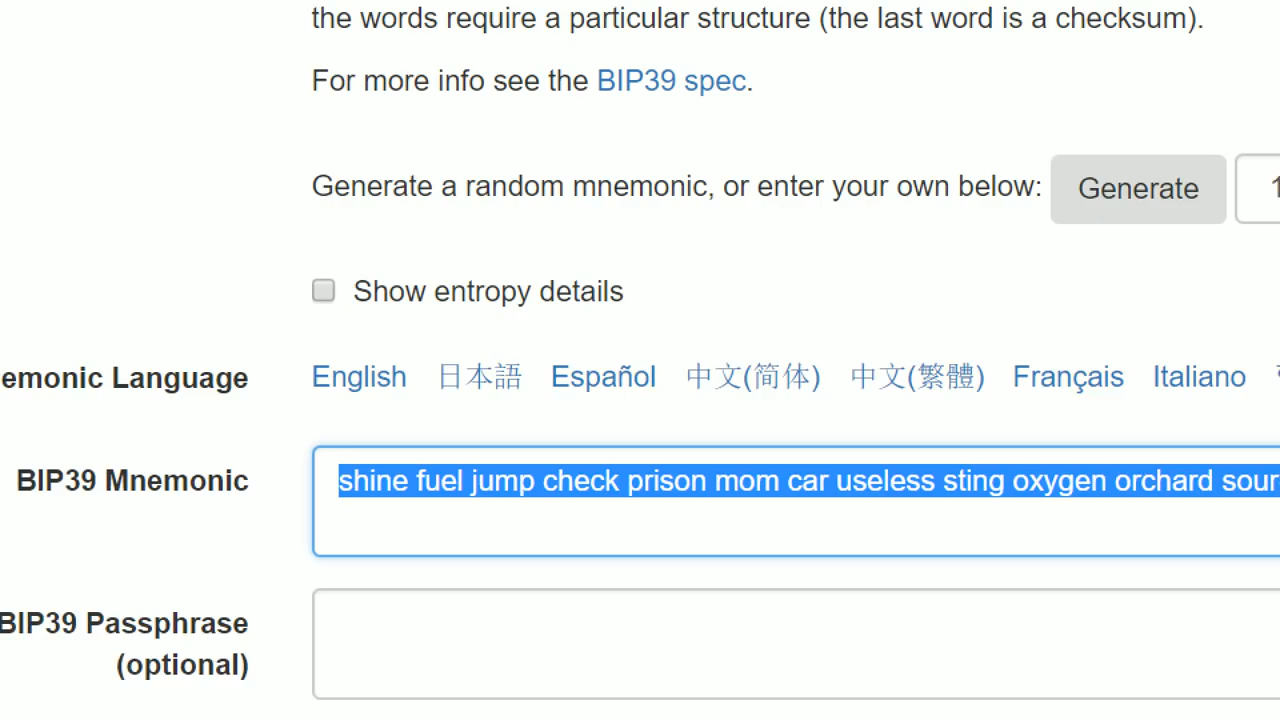 the words require a particular structure (the last word is a checksum).
For more info see the BIP39 spec.
Generate a random mnemonic, or enter your own below: Generate 1
Show entropy details
emonic Language English 日本語 Español 中文(简体) 中文(繁體) Français Italiano
BIP39 Mnemonic shine fuel jump check prison mom car useless sting oxygen orchard sour
BIP39 Passphrase
(optional)